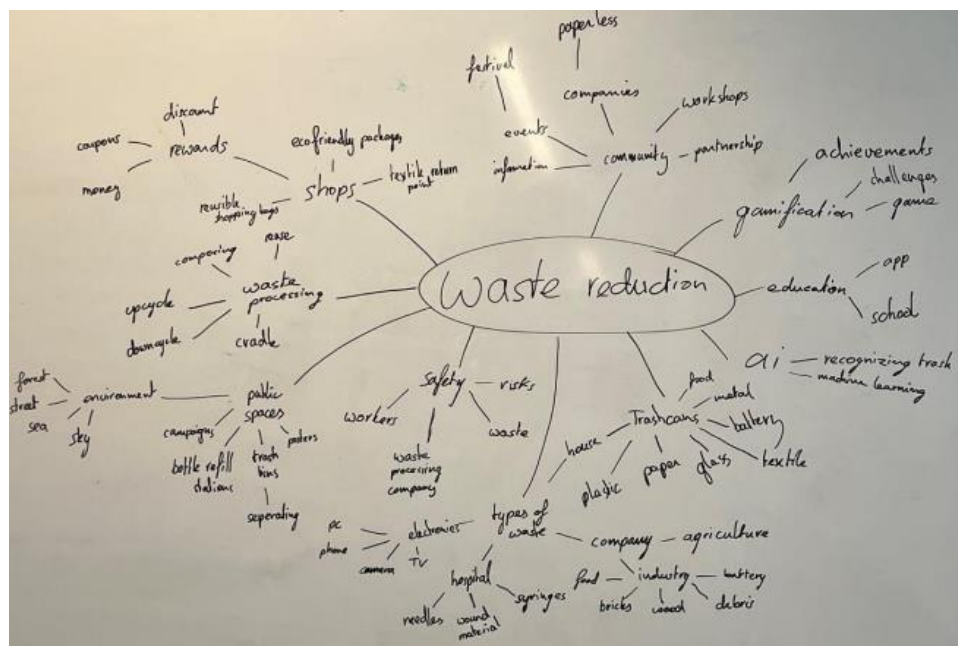 waste reduction
shops
rewards
discount
coupons
money
ecofriendly packages
textile return
point
reusible
shopping bags
community
companies
paperless
events
festival
information
workshops
partnership
gamification
achievements
challenges
game
education
app
school
ai
recognizing trash
machine learning
Trashcans
food
metal
battery
textile
glass
paper
plastic
house
types of
waste
electronics
pc
phone
camera
TV
hospital
needles
wound
material
syringes
company
agriculture
industry
food
bricks
wood
debris
battery
safety
risks
workers
waste
waste
processing
company
public
spaces
campaigns
bottle refill
stations
trash
bins
seperating
posters
environment
forest
street
sea
sky
waste
processing
reuse
upcycle
downcycle
cradle